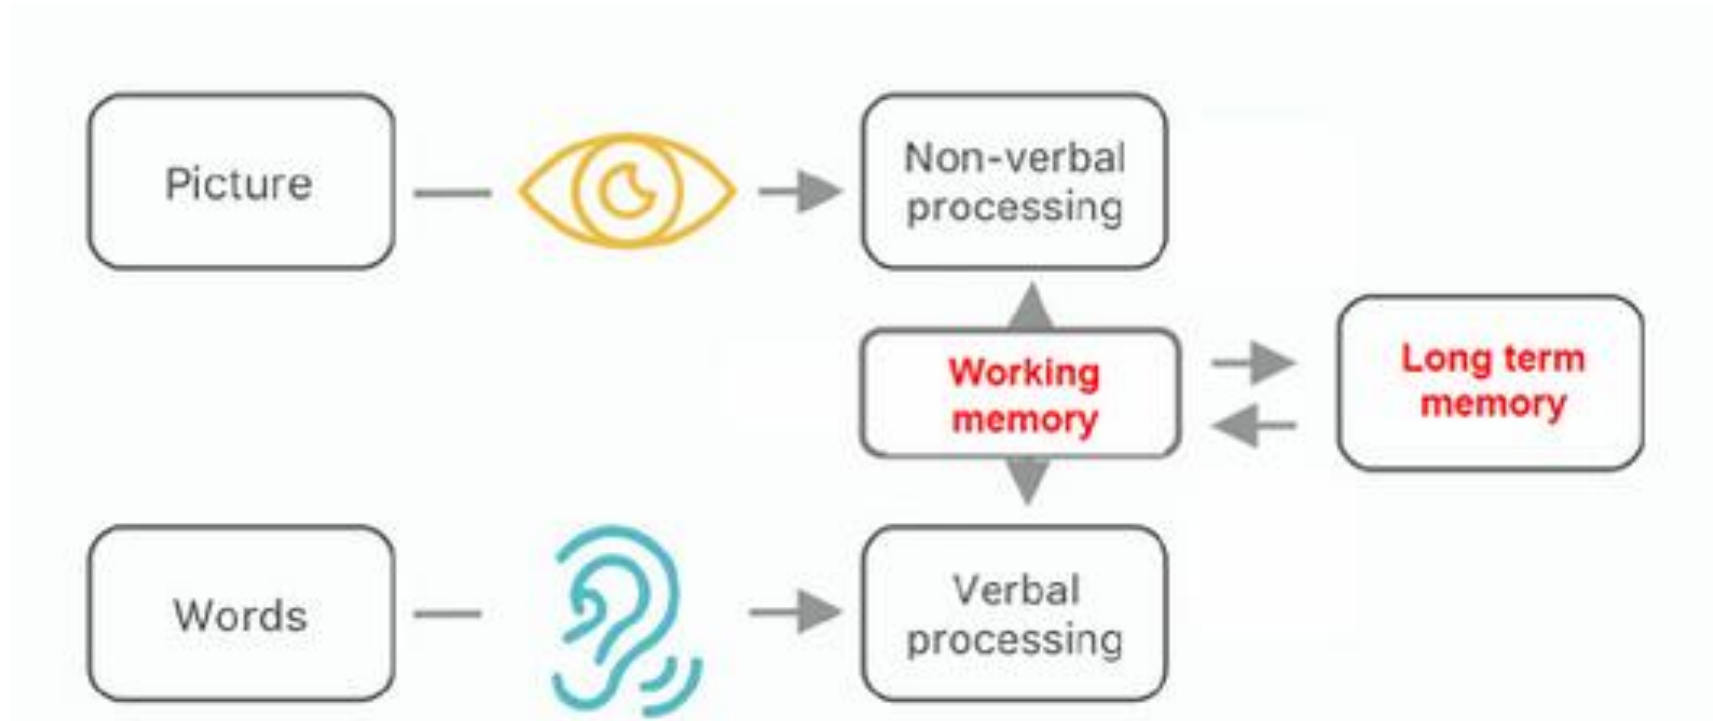 Picture
Non-verbal
processing
Working
memory
Long term
memory
Words
Verbal
processing